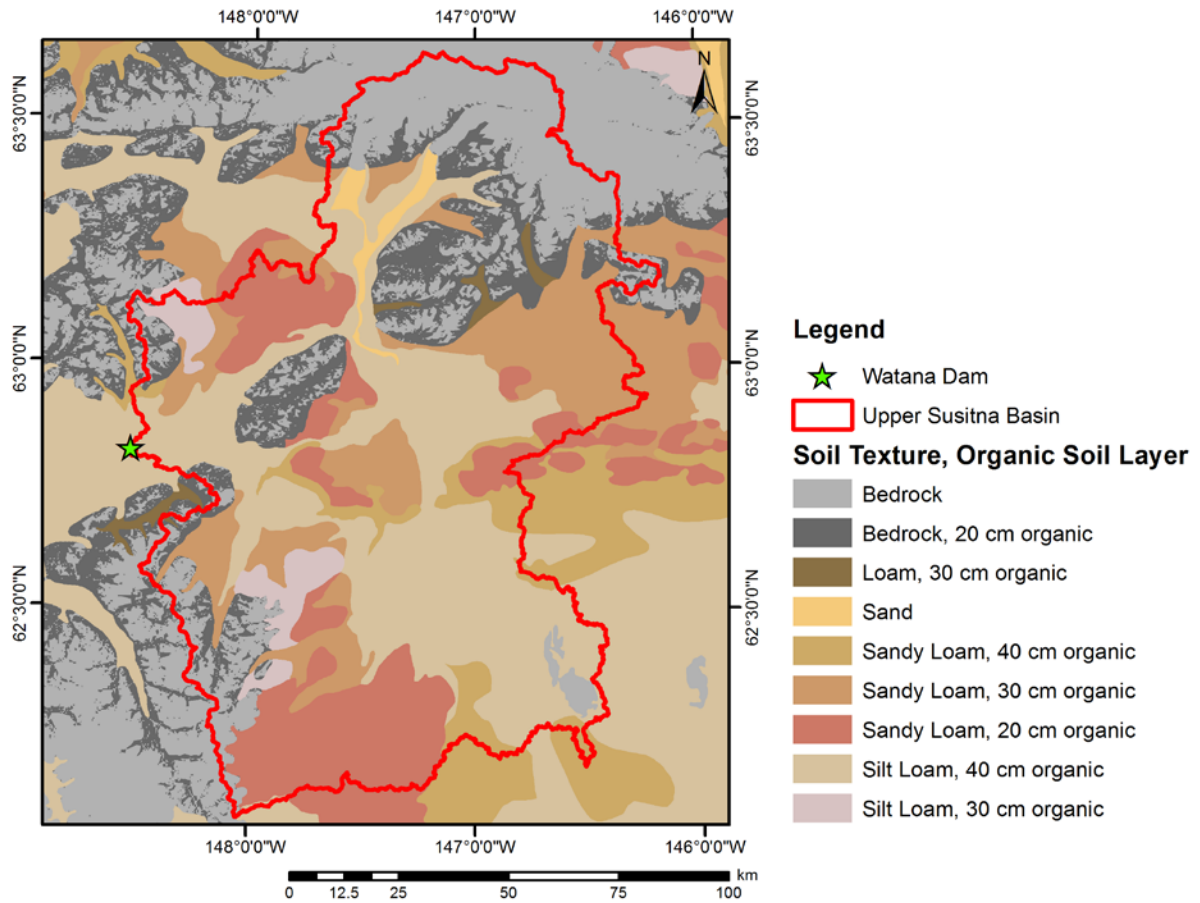 148°0'0"W
147°0'0"W
146°0'0"W
N
63°30'0"N
63°30'0"N
63°0'0"N
63°0'0"N
62°30'0"N
62°30'0"N
148°0'0"W
147°0'0"W
146°0'0"W
km
0
12.5
25
50
75
100
Legend
Watana Dam
Upper Susitna Basin
Soil Texture, Organic Soil Layer
Bedrock
Bedrock, 20 cm organic
Loam, 30 cm organic
Sand
Sandy Loam, 40 cm organic
Sandy Loam, 30 cm organic
Sandy Loam, 20 cm organic
Silt Loam, 40 cm organic
Silt Loam, 30 cm organic